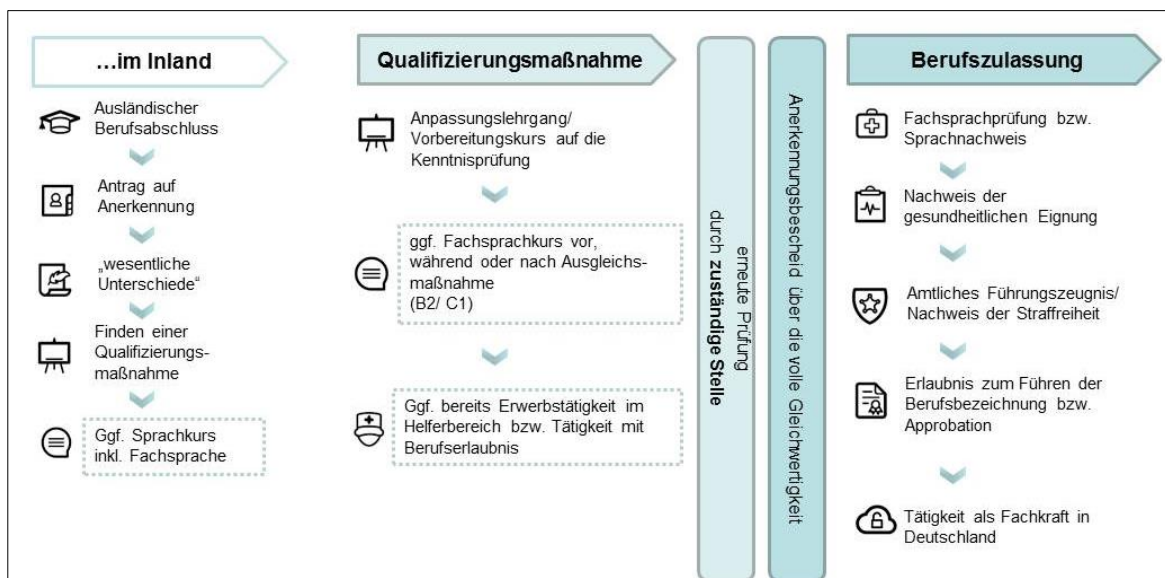 …im Inland
Ausländischer
Berufsabschluss
Antrag auf
Anerkennung
„wesentliche
Unterschiede“
Finden einer
Qualifizierungs-
maßnahme
Ggf. Sprachkurs
inkl. Fachsprache
Qualifizierungsmaßnahme
Anpassungslehrgang/
Vorbereitungskurs auf die
Kenntnisprüfung
ggf. Fachsprachkurs vor,
während oder nach Ausgleichs-
maßnahme
(B2/ C1)
Ggf. bereits Erwerbstätigkeit im
Helferbereich bzw. Tätigkeit mit
Berufserlaubnis
erneute Prüfung
durch zuständige Stelle
Anerkennungsbescheid über die volle Gleichwertigkeit
Berufszulassung
Fachsprachprüfung bzw.
Sprachnachweis
Nachweis der
gesundheitlichen Eignung
Amtliches Führungszeugnis/
Nachweis der Straffreiheit
Erlaubnis zum Führen der
Berufsbezeichnung bzw.
Approbation
Tätigkeit als Fachkraft in
Deutschland